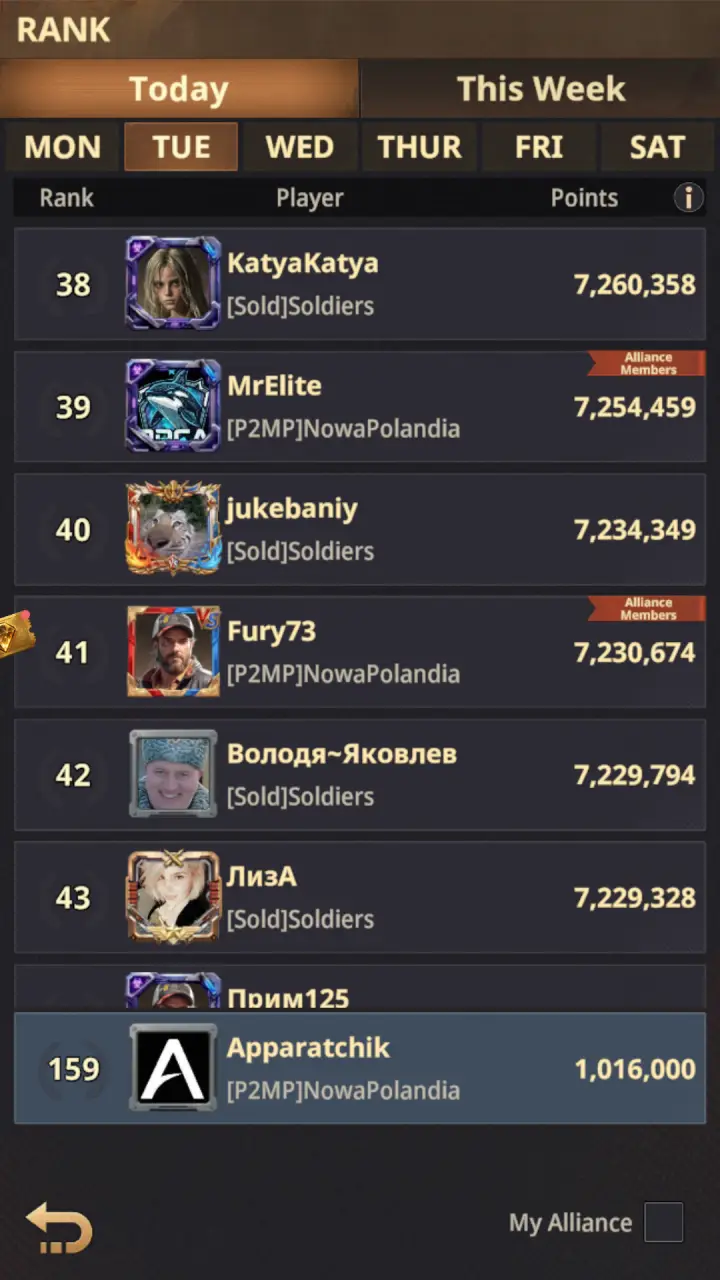 RANK
Today This Week
MON TUE WED THUR FRI SAT
Rank Player Points i
38 KatyaKatya 7,260,358
[Sold]Soldiers
Alliance
Members
39 MrElite 7,254,459
[P2MP]NowaPolandia
40 jukebaniy 7,234,349
[Sold]Soldiers
Alliance
Members
VS
41 Fury73 7,230,674
[P2MP]NowaPolandia
42 Володя~Яковлев 7,229,794
[Sold]Soldiers
43 ЛизА 7,229,328
[Sold]Soldiers
Прим125
159 Apparatchik 1,016,000
[P2MP]NowaPolandia
My Alliance